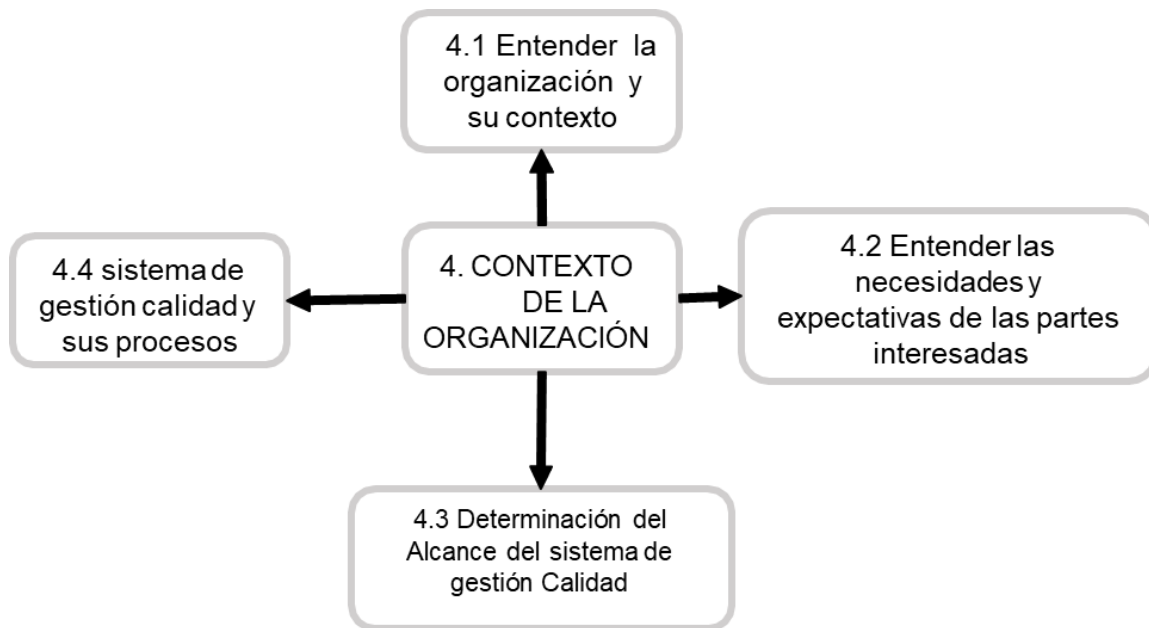 4.1 Entender la
organización y
su contexto
4.4 sistema de
gestión calidad y
sus procesos
4. CONTEXTO
DE LA
ORGANIZACIÓN
4.2 Entender las
necesidades y
expectativas de las partes
interesadas
4.3 Determinación del
Alcance del sistema de
gestión Calidad